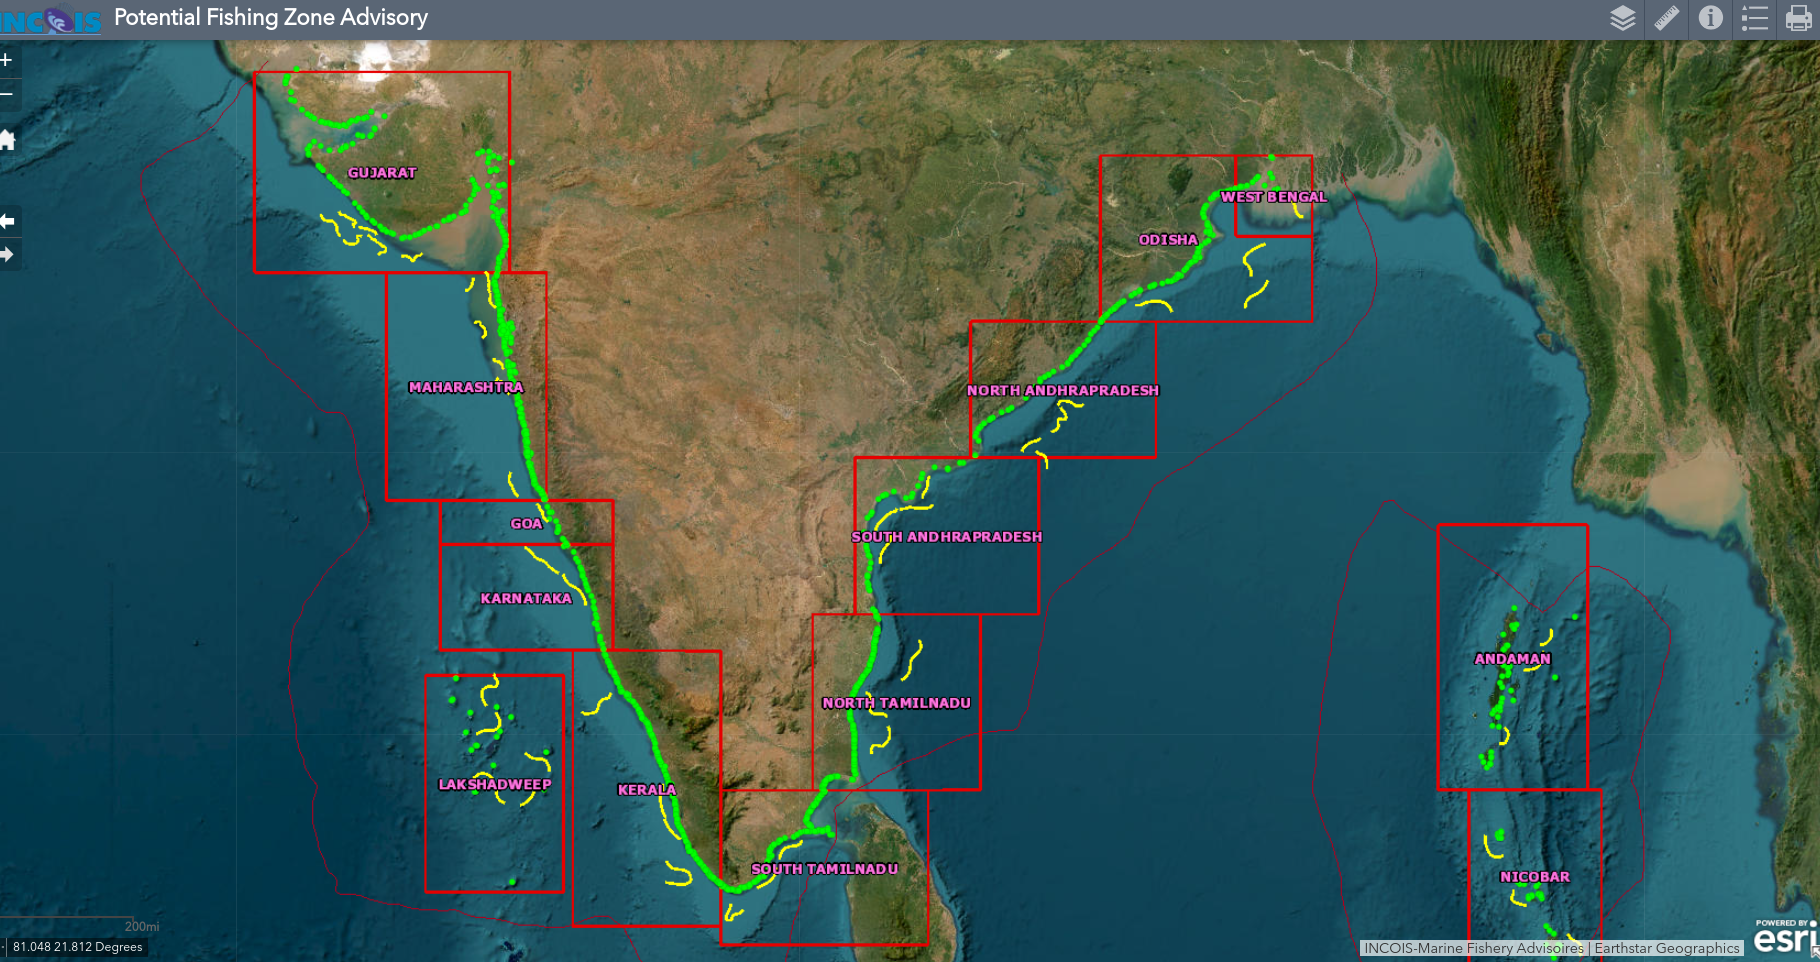 INCOIS Potential Fishing Zone Advisory
GUJARAT
WEST BENGAL
ODISHA
MAHARASHTRA
NORTH ANDHRAPRADESH
GOA
SOUTH ANDHRAPRADESH
KARNATAKA
ANDAMAN
NORTH TAMILNADU
LAKSHADWEEP
KERALA
SOUTH TAMILNADU
NICOBAR
200mi
81.048 21.812 Degrees
INCOIS-Marine Fishery Advisoires | Earthstar Geographics
POWERED BY
esri